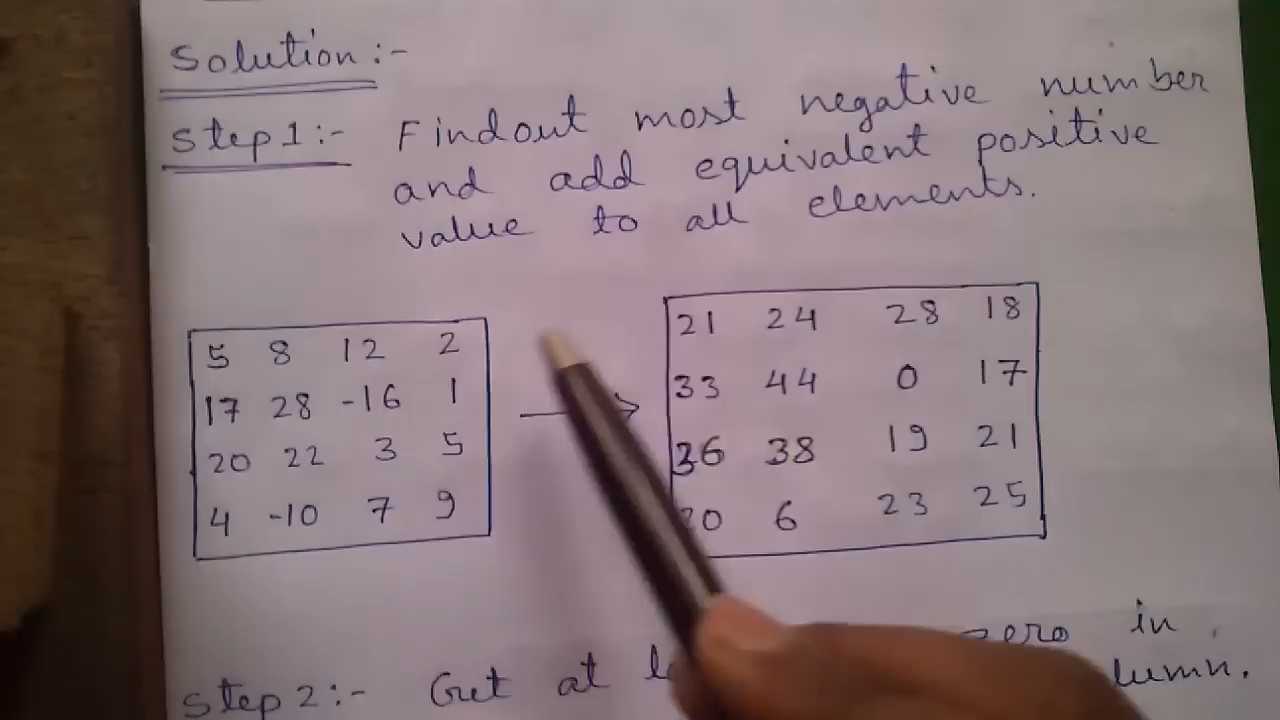 Solution:-
Step 1:- Findout most negative number
and add equivalent positive
value to all elements.
5 8 12 2
17 28 -16 1
20 22 3 5
4 -10 7 9
21 24 28 18
33 44 0 17
36 38 19 21
20 6 23 25
Step 2:- Get at zero in